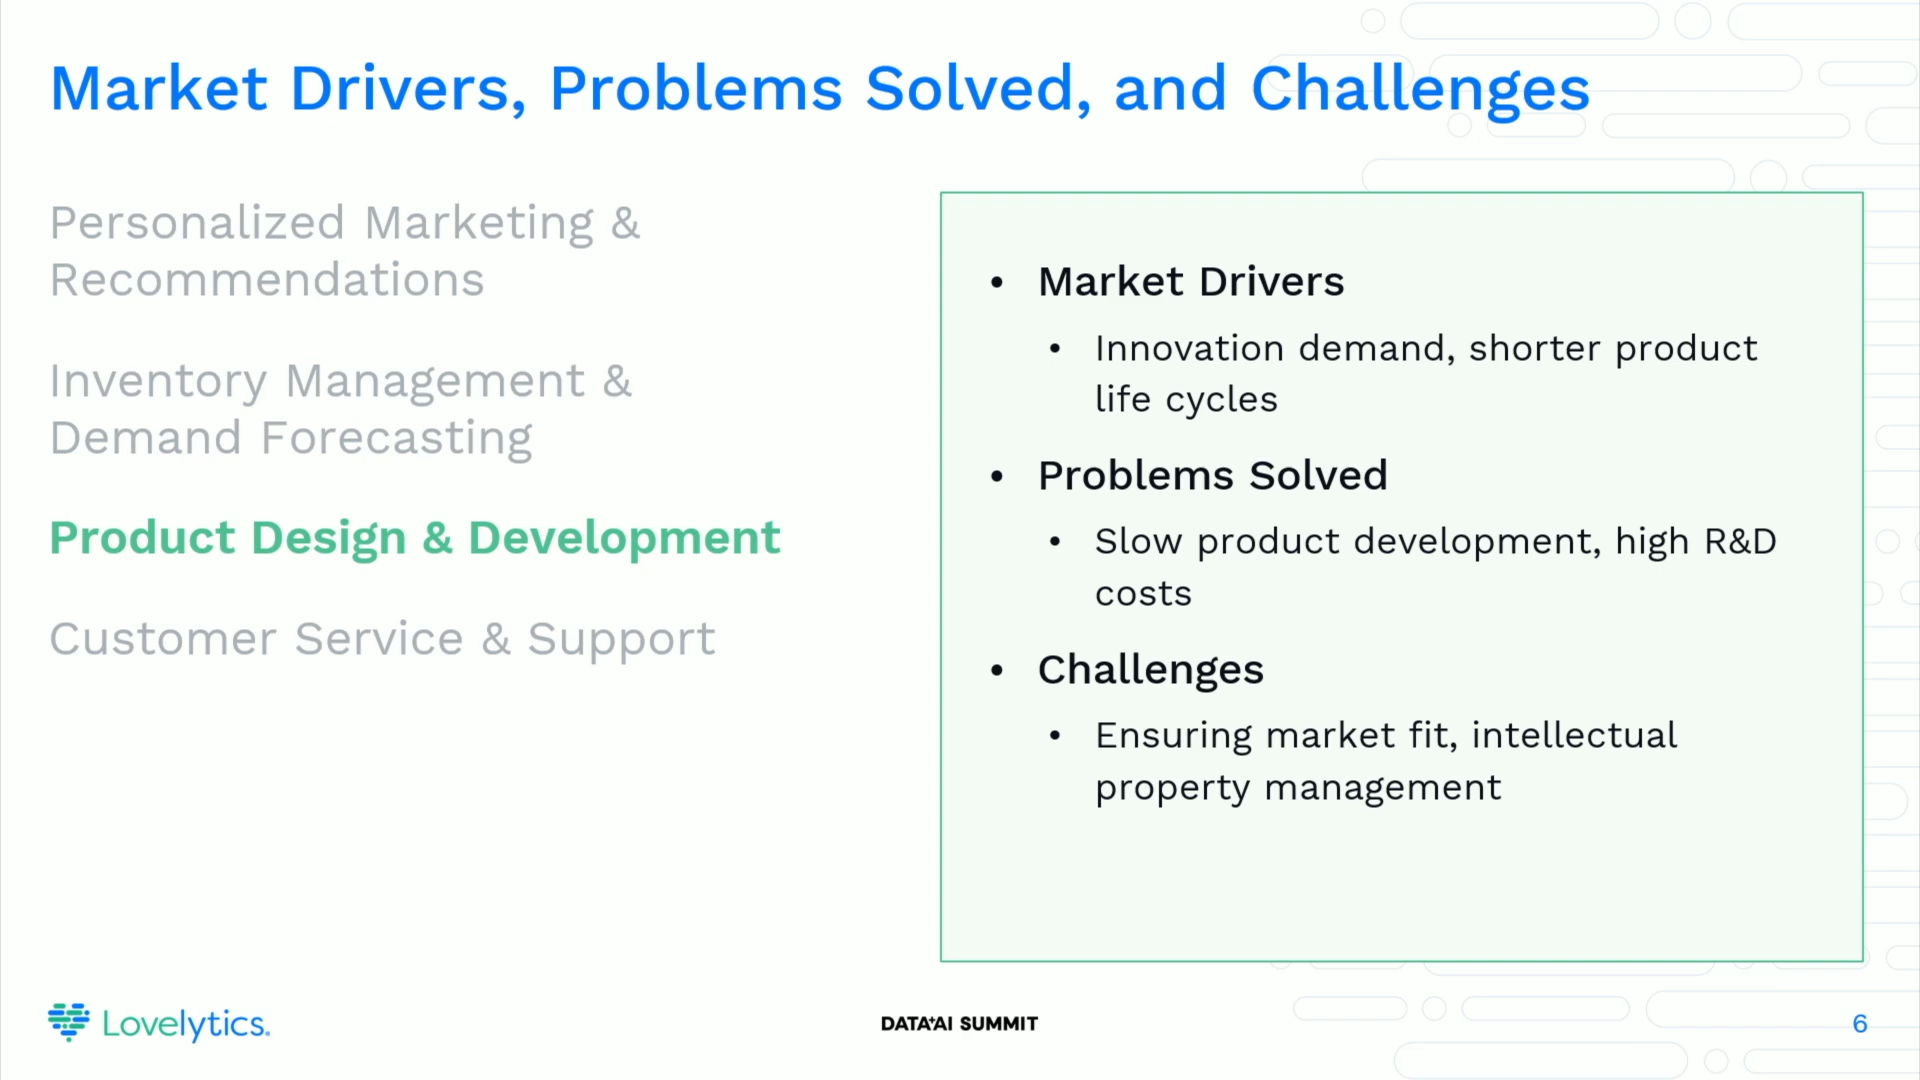 Market Drivers, Problems Solved, and Challenges
Personalized Marketing &
Recommendations
Inventory Management &
Demand Forecasting
Product Design & Development
Customer Service & Support
• Market Drivers
• Innovation demand, shorter product
life cycles
• Problems Solved
• Slow product development, high R&D
costs
• Challenges
• Ensuring market fit, intellectual
property management
Lovelytics.
DATA+AI SUMMIT
6